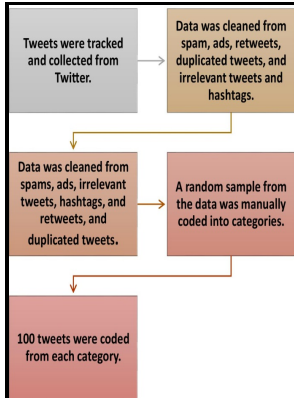 Tweets were tracked
and collected from
Twitter.
Data was cleaned from
spam, ads, retweets,
duplicated tweets, and
irrelevant tweets and
hashtags.
Data was cleaned from
spams, ads, irrelevant
tweets, hashtags, and
retweets, and
duplicated tweets.
A random sample from
the data was manually
coded into categories.
100 tweets were coded
from each category.